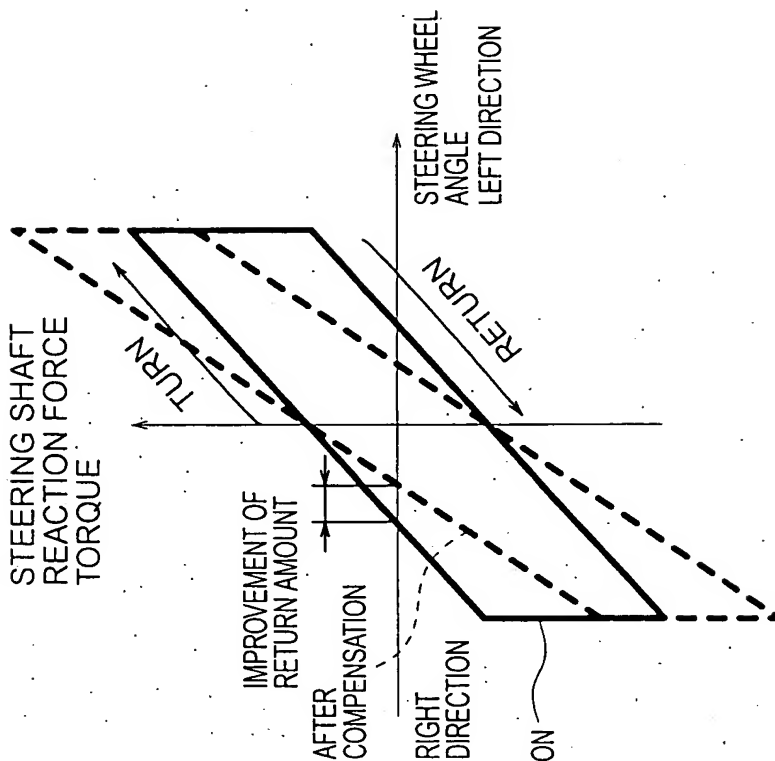 STEERING SHAFT
REACTION FORCE
TORQUE
TURN
IMPROVEMENT OF
RETURN AMOUNT
AFTER
COMPENSATION
RIGHT
DIRECTION
ON
STEERING WHEEL
ANGLE
LEFT DIRECTION
RETURN